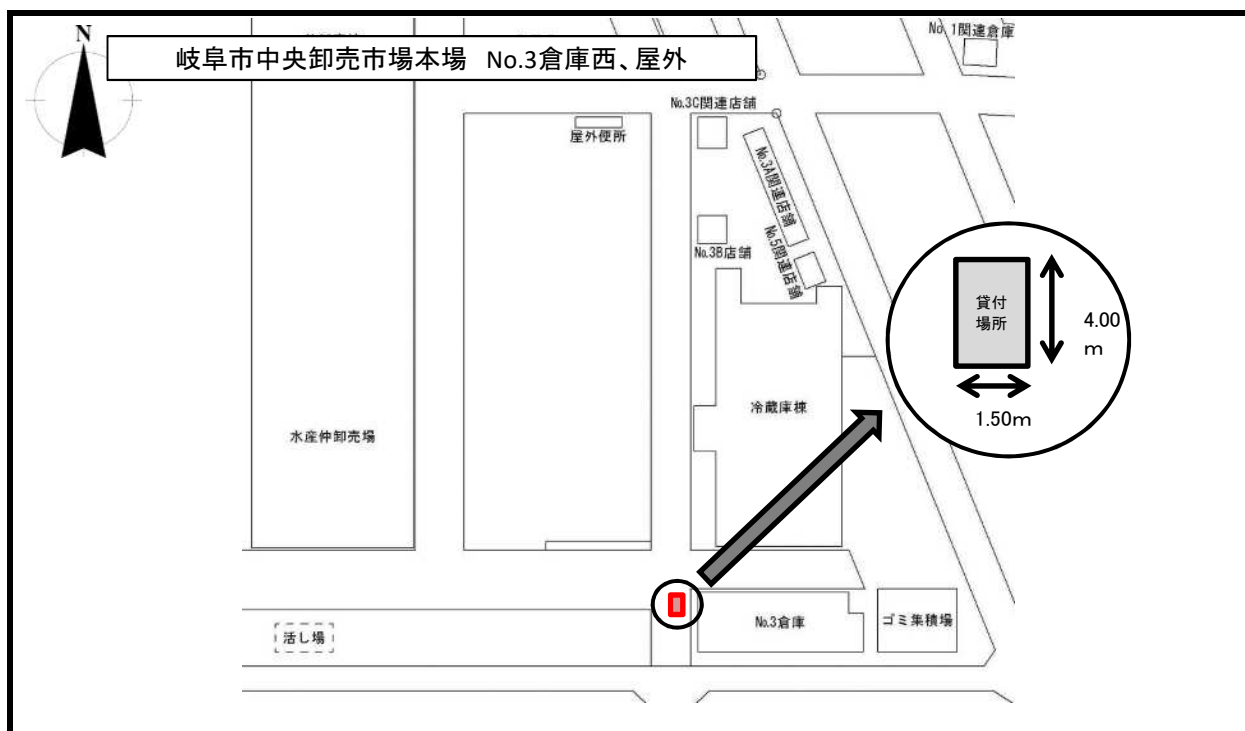 N
岐阜市中央卸売市場本場 No.3倉庫西、屋外
No.1関連倉庫
No.3C関連店舗
屋外便所
No.3A関連店舗
No.3B店舗
No.5関連店舗
貸付
場所
4.00
m
1.50m
冷蔵庫棟
水産仲卸売場
活し場
No.3倉庫
ゴミ集積場